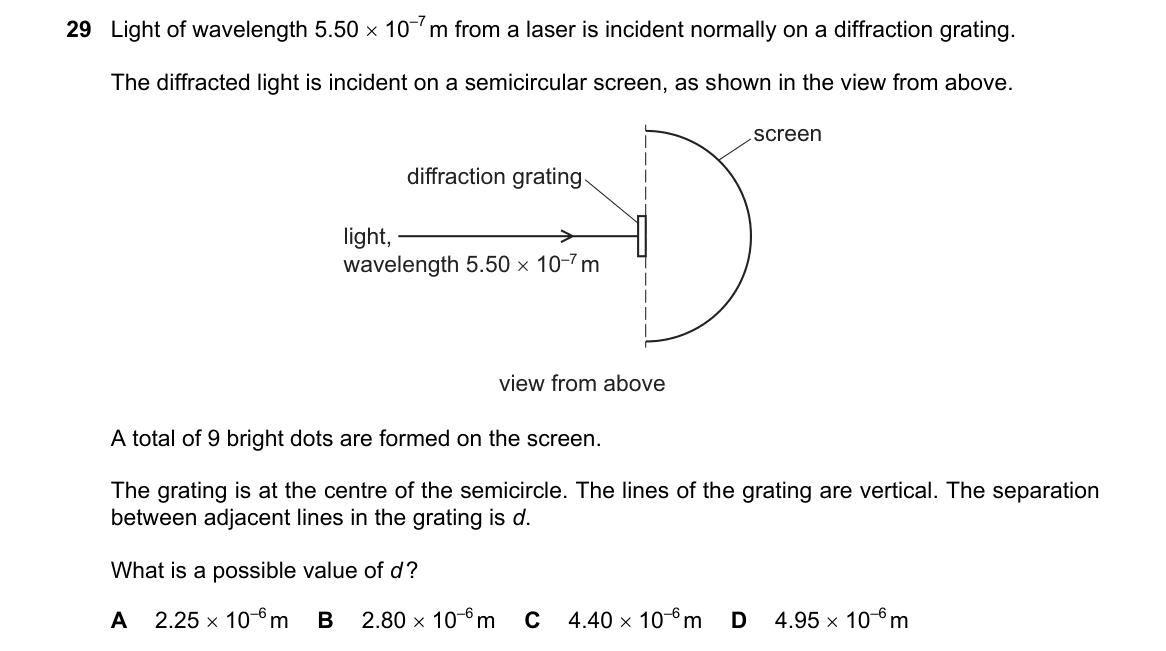 29 Light of wavelength 5.50 × 10⁻⁷ m from a laser is incident normally on a diffraction grating.
The diffracted light is incident on a semicircular screen, as shown in the view from above.
screen
diffraction grating
light,
wavelength 5.50 × 10⁻⁷ m
view from above
A total of 9 bright dots are formed on the screen.
The grating is at the centre of the semicircle. The lines of the grating are vertical. The separation
between adjacent lines in the grating is d.
What is a possible value of d?
A 2.25 × 10⁻⁶ m B 2.80 × 10⁻⁶ m C 4.40 × 10⁻⁶ m D 4.95 × 10⁻⁶ m